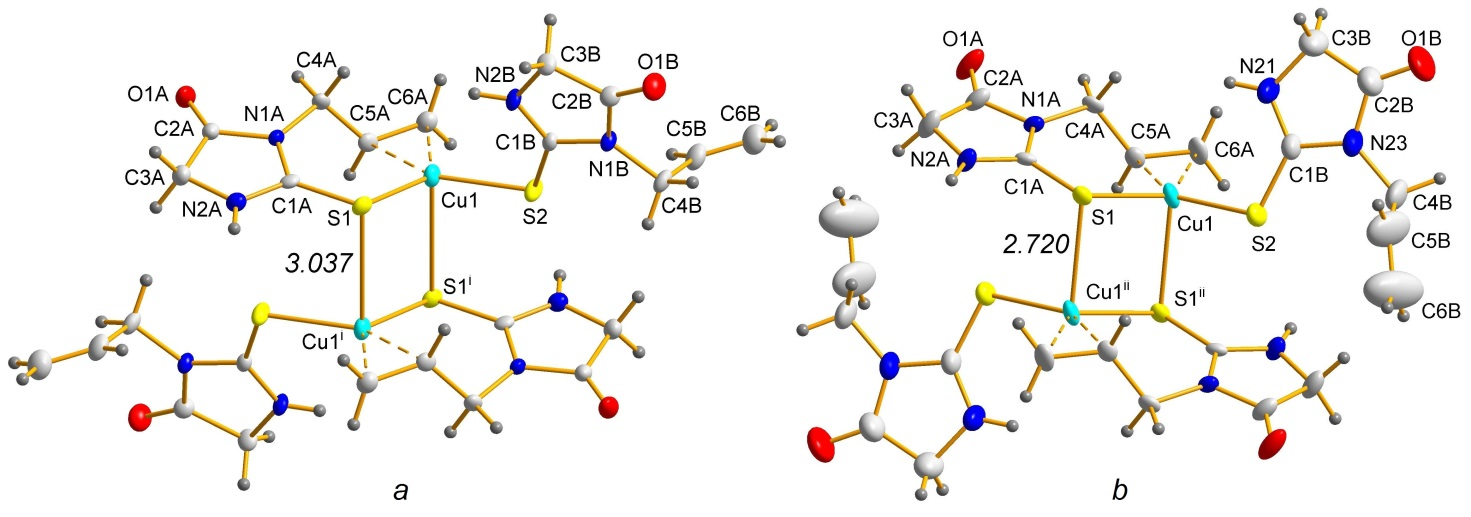 C4A
C3B
O1B
N2B
C6A
O1A
N1A
C5A
C2B
C6B
C2A
C1B
C5B
N1B
C3A
N2A
C1A
S1
Cu1
S2
C4B
3.037
S1ⁱ
Cu1ⁱ
a
O1A
C2A
C3B
O1B
N21
N1A
C2B
C3A
C4A
C5A
C6A
N23
N2A
C1A
C1B
C4B
S1
Cu1
S2
C5B
2.720
Cu1ⁱⁱ
S1ⁱⁱ
C6B
b